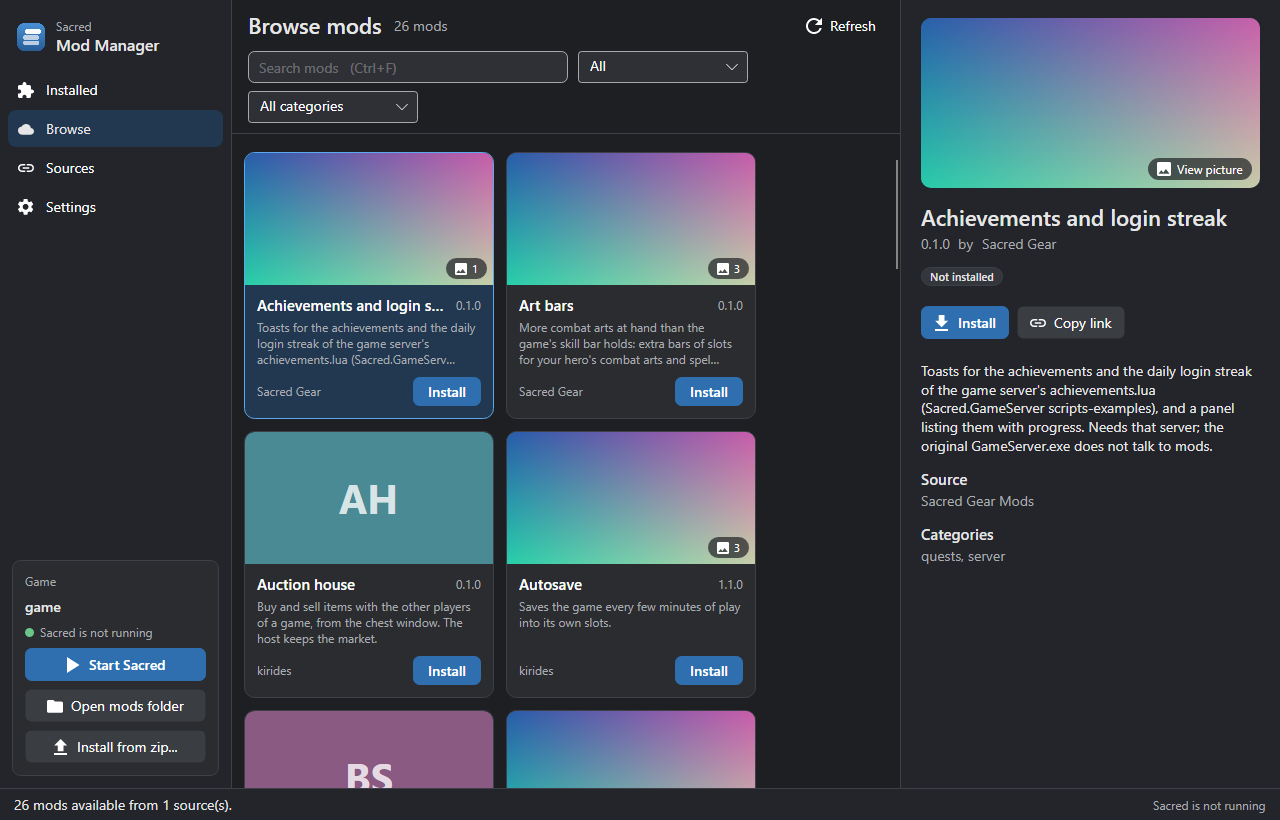 Sacred
Mod Manager
Installed
Browse
Sources
Settings
Game
game
Sacred is not running
Start Sacred
Open mods folder
Install from zip...
Browse mods 26 mods
Refresh
Search mods (Ctrl+F)
All
All categories
1
Achievements and login s... 0.1.0
Toasts for the achievements and the daily
login streak of the game server's
achievements.lua (Sacred.GameServ...
Sacred Gear
Install
3
Art bars 0.1.0
More combat arts at hand than the
game's skill bar holds: extra bars of slots
for your hero's combat arts and spel...
Sacred Gear
Install
AH
Auction house 0.1.0
Buy and sell items with the other players
of a game, from the chest window. The
host keeps the market.
kirides
Install
3
Autosave 1.1.0
Saves the game every few minutes of play
into its own slots.
kirides
Install
BS
View picture
Achievements and login streak
0.1.0 by Sacred Gear
Not installed
Install
Copy link
Toasts for the achievements and the daily login streak
of the game server's achievements.lua
(Sacred.GameServer scripts-examples), and a panel
listing them with progress. Needs that server; the
original GameServer.exe does not talk to mods.
Source
Sacred Gear Mods
Categories
quests, server
26 mods available from 1 source(s).
Sacred is not running